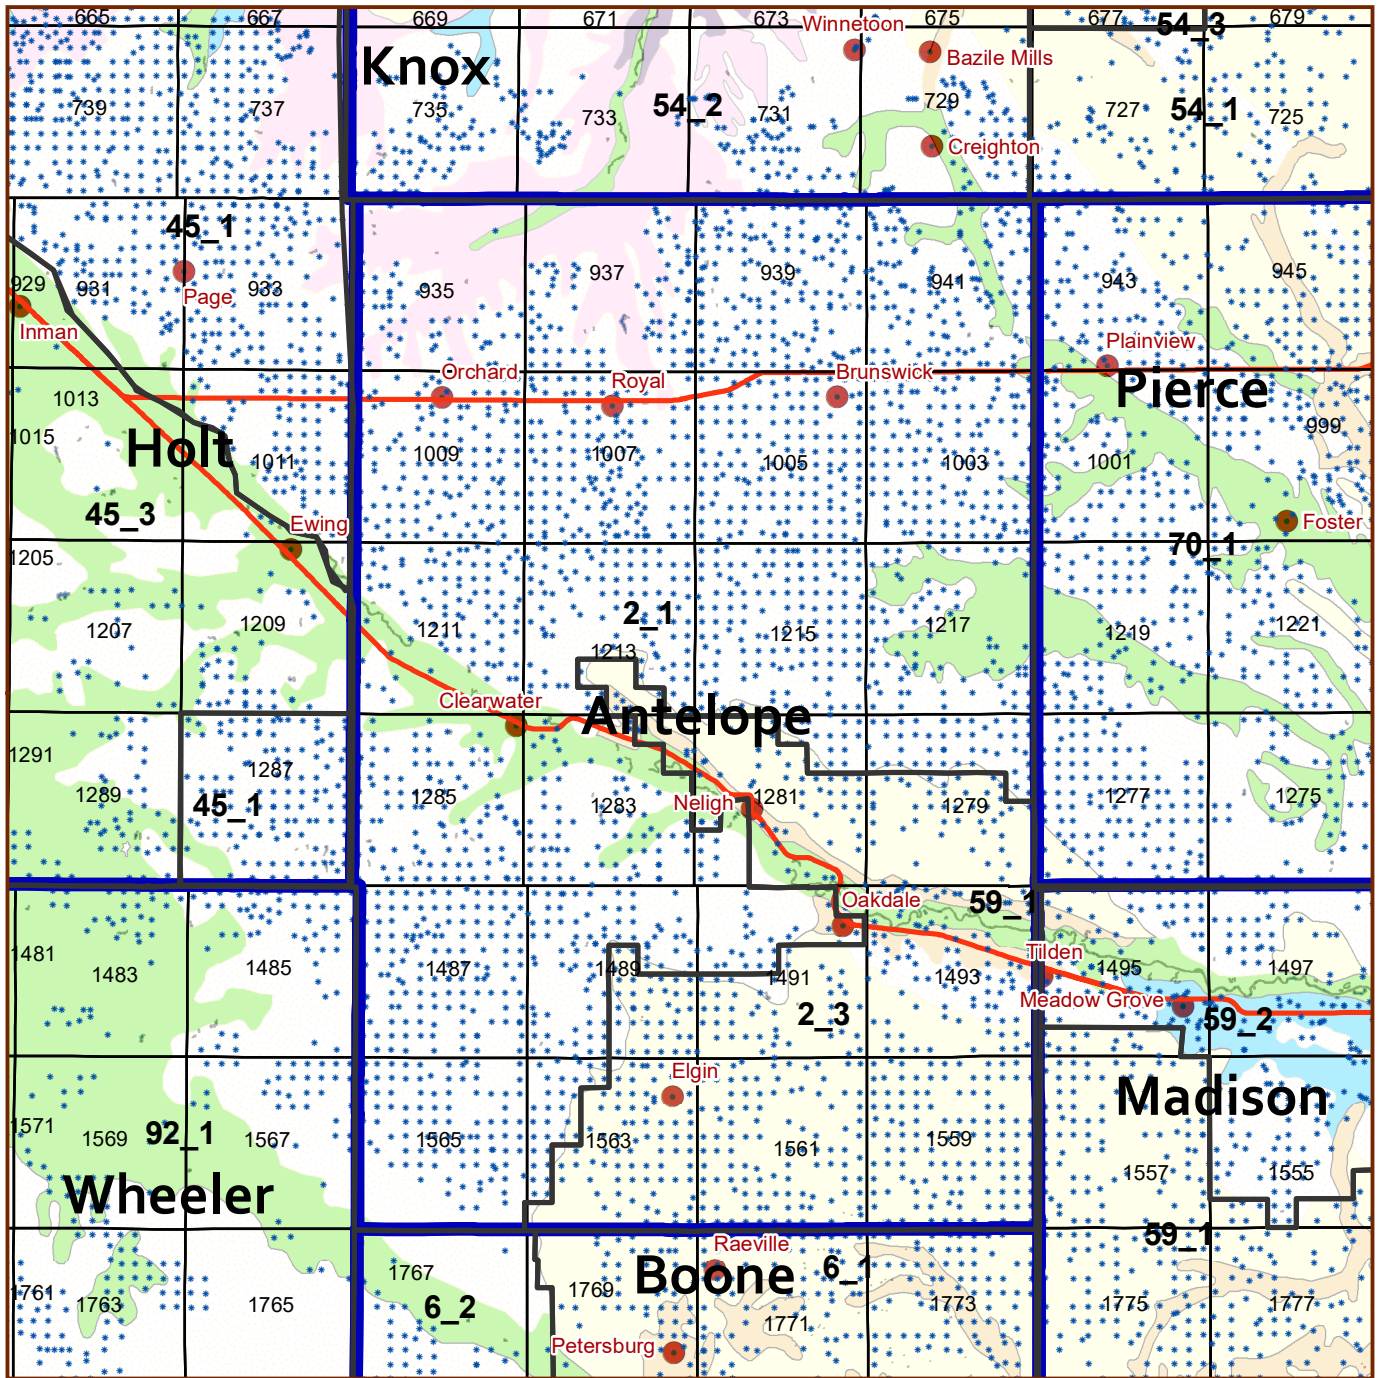 665 667 669 671 673 675 677 679
Winnetoon
54_3
Knox
Bazile Mills
739 737 735 733 54_2 731 729 727 54_1 725
Creighton
45_1
929 931 Page 933 935 937 939 941 943 945
Inman
Plainview
Orchard Royal Brunswick
Pierce
1013
1015 Holt 1011 1009 1007 1005 1003 1001 999
45_3
Ewing
Foster
1205 70_1
1207 1209 1211 2_1 1215 1217 1219 1221
1213
Clearwater
Antelope
1291
1289 1287 1285 1283 1281 1279 1277 1275
Neligh
45_1
Oakdale
59_1
1481 Tilden
1483 1485 1487 1489 1491 1493 1495 1497
Meadow Grove
2_3 59_2
Elgin
Madison
1571 1569 92_1 1567 1565 1563 1561 1559
1557 1555
Wheeler
59_1
Raeville
1767 Boone 6_1
1761 1763 1765 6_2 1769 1771 1773 1775 1777
Petersburg